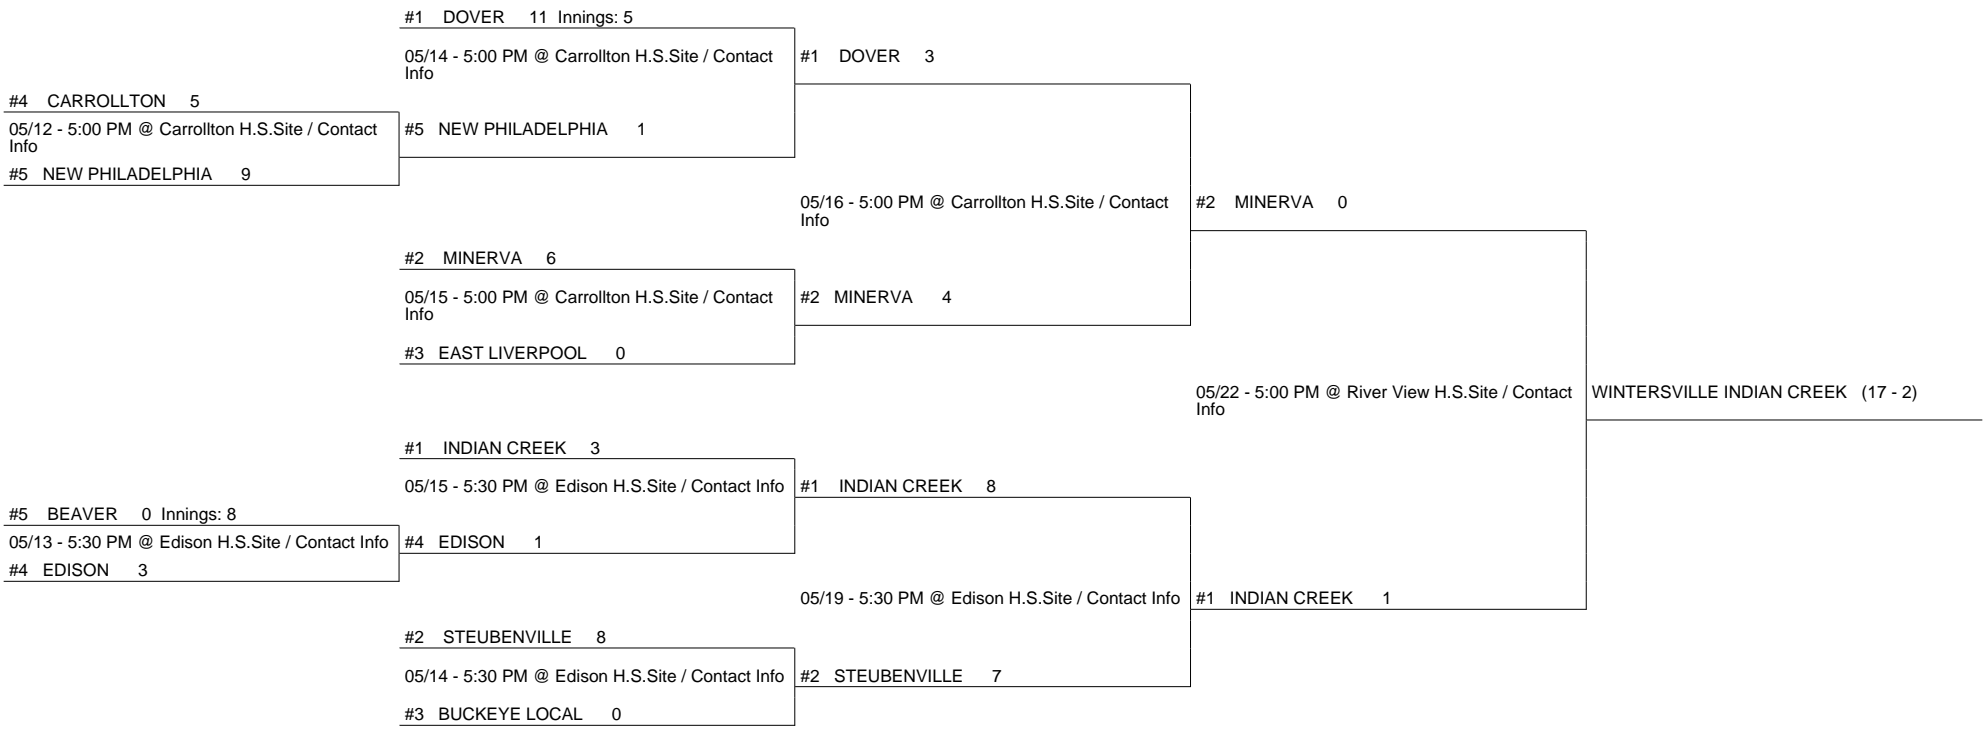 #1 DOVER 11 Innings: 5
05/14 - 5:00 PM @ Carrollton H.S.Site / Contact
Info
#1 DOVER 3
#4 CARROLLTON 5
05/12 - 5:00 PM @ Carrollton H.S.Site / Contact
Info
#5 NEW PHILADELPHIA 1
#5 NEW PHILADELPHIA 9
05/16 - 5:00 PM @ Carrollton H.S.Site / Contact
Info
#2 MINERVA 0
#2 MINERVA 6
05/15 - 5:00 PM @ Carrollton H.S.Site / Contact
Info
#2 MINERVA 4
#3 EAST LIVERPOOL 0
05/22 - 5:00 PM @ River View H.S.Site / Contact
Info
WINTERSVILLE INDIAN CREEK (17 - 2)
#1 INDIAN CREEK 3
05/15 - 5:30 PM @ Edison H.S.Site / Contact Info
#1 INDIAN CREEK 8
#5 BEAVER 0 Innings: 8
05/13 - 5:30 PM @ Edison H.S.Site / Contact Info
#4 EDISON 1
#4 EDISON 3
05/19 - 5:30 PM @ Edison H.S.Site / Contact Info
#1 INDIAN CREEK 1
#2 STEUBENVILLE 8
05/14 - 5:30 PM @ Edison H.S.Site / Contact Info
#2 STEUBENVILLE 7
#3 BUCKEYE LOCAL 0